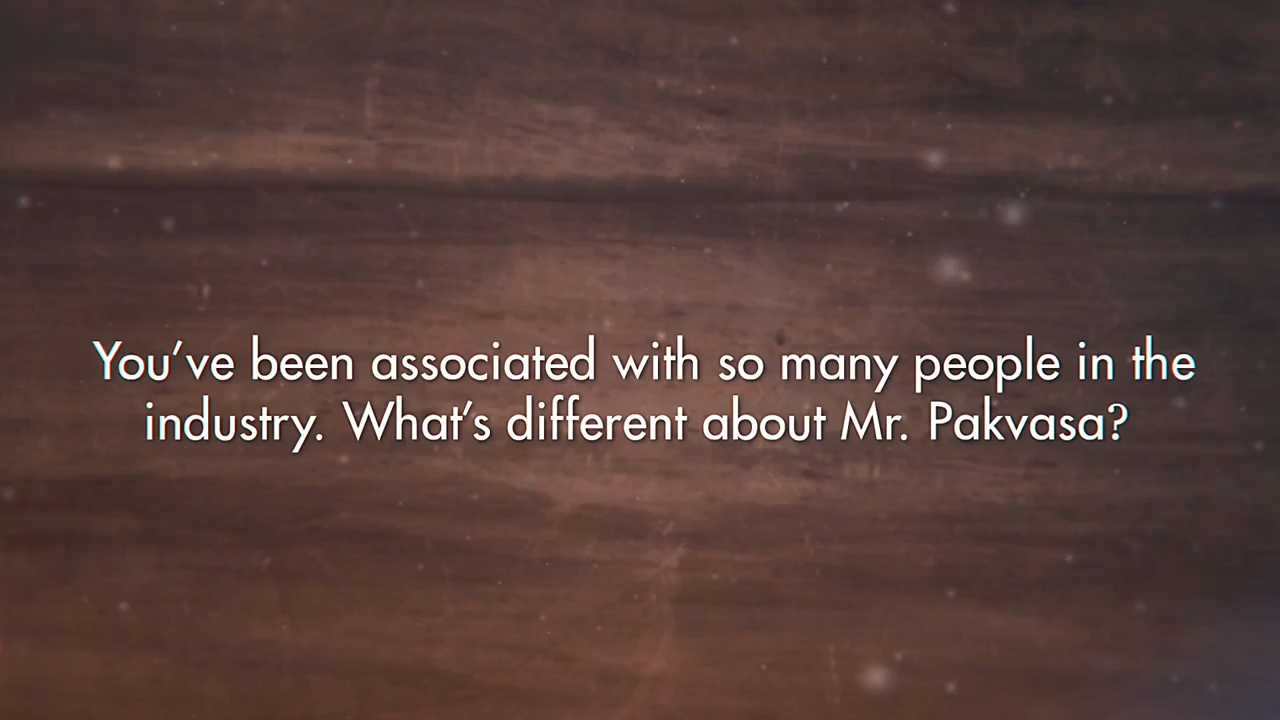 You’ve been associated with so many people in the
industry. What’s different about Mr. Pakvasa?